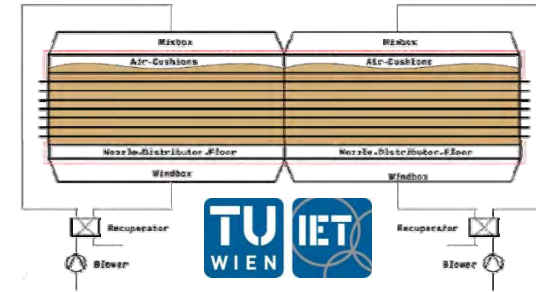 Mixbox
Mixbox
Air-Cushions
Air-Cushions
Nozzle-Distributor-Floor
Nozzle-Distributor-Floor
Windbox
Windbox
TU
WIEN
IET
Recuperator
Recuperator
Blower
Blower